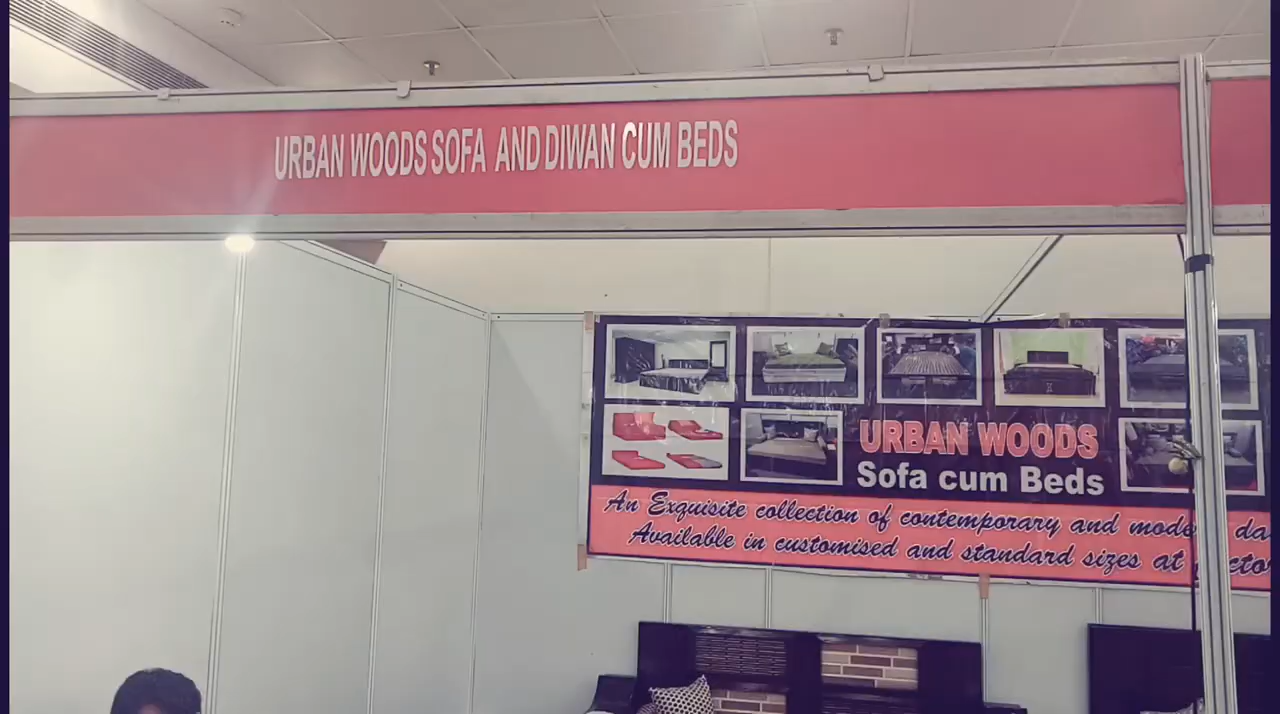 URBAN WOODS SOFA AND DIWAN CUM BEDS
URBAN WOODS
Sofa cum Beds
An Exquisite collection of contemporary and
Available in customised and standard sizes at